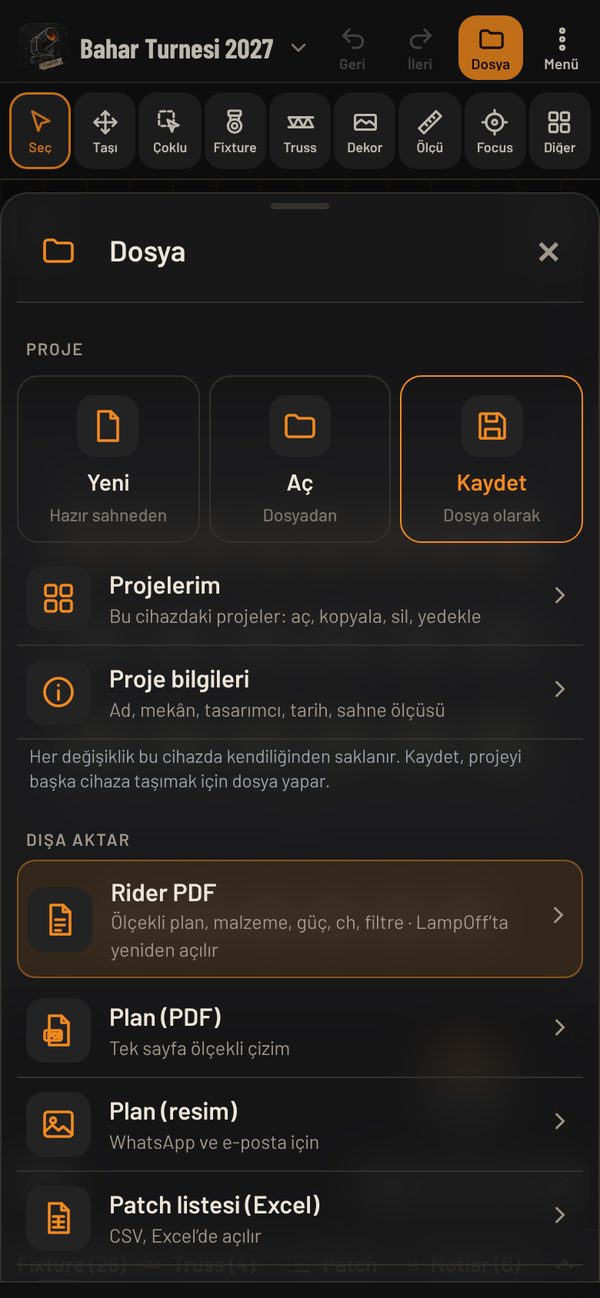 Bahar Turnesi 2027
Geri
İleri
Dosya
Menü
Seç
Taşı
Çoklu
Fixture
Truss
Dekor
Ölçü
Focus
Diğer
Dosya
PROJE
Yeni
Hazır sahneden
Aç
Dosyadan
Kaydet
Dosya olarak
Projelerim
Bu cihazdaki projeler: aç, kopyala, sil, yedekle
Proje bilgileri
Ad, mekân, tasarımcı, tarih, sahne ölçüsü
Her değişiklik bu cihazda kendiliğinden saklanır. Kaydet, projeyi
başka cihaza taşımak için dosya yapar.
DIŞA AKTAR
Rider PDF
Ölçekli plan, malzeme, güç, ch, filtre · LampOff’ta
yeniden açılır
Plan (PDF)
Tek sayfa ölçekli çizim
Plan (resim)
WhatsApp ve e-posta için
Patch listesi (Excel)
CSV, Excel’de açılır
Truss (4)
Patch